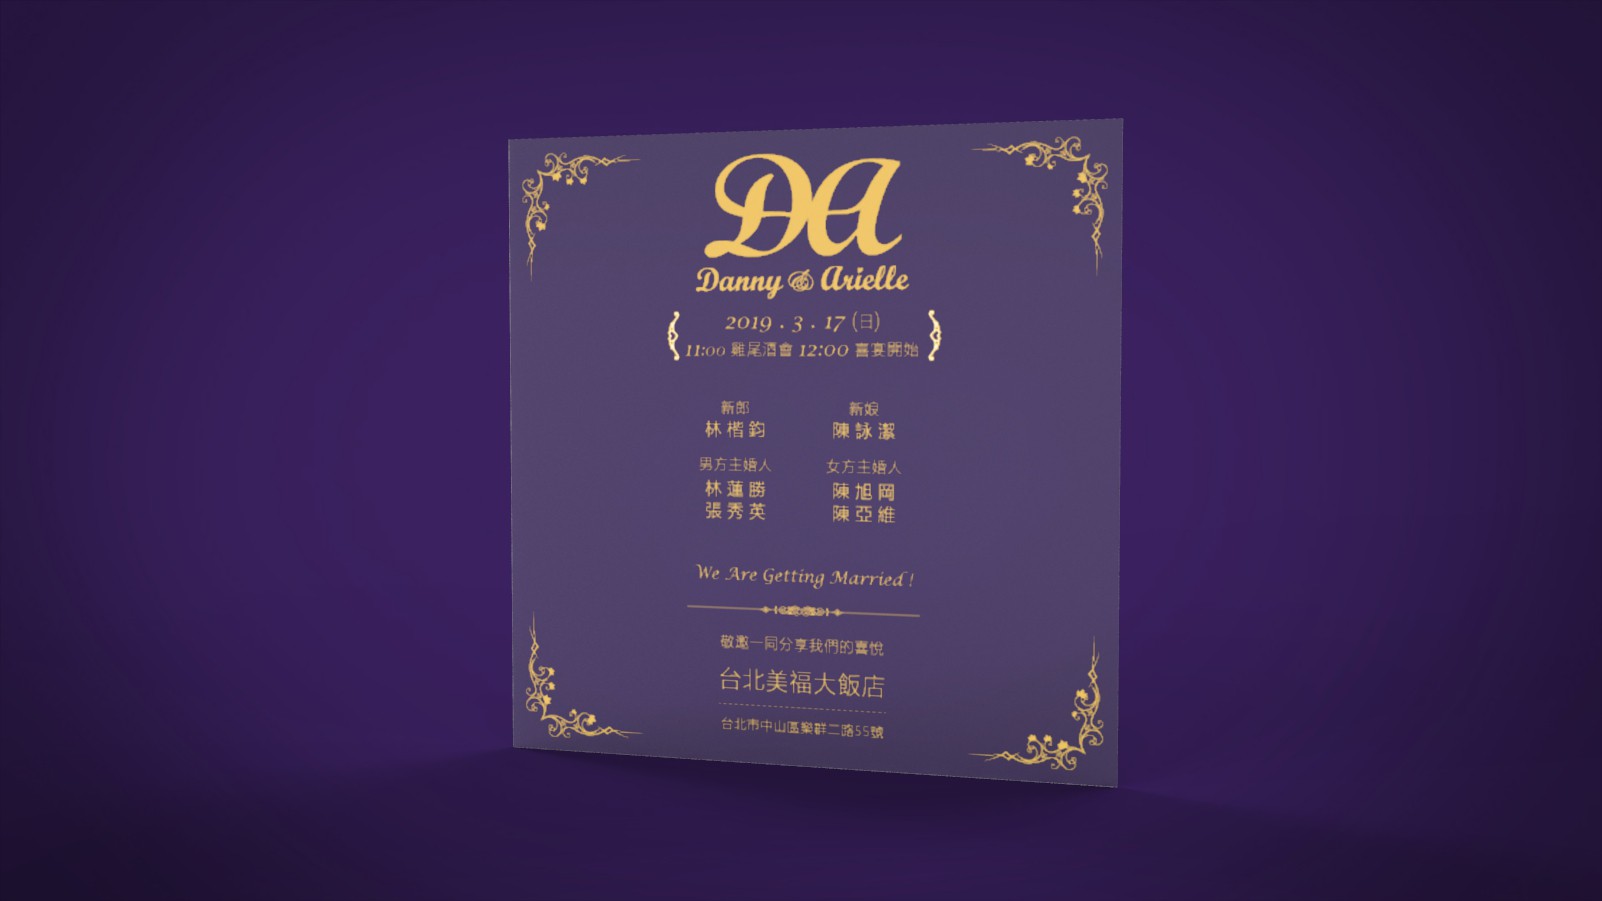 DA
Danny & Arielle
2019 . 3 . 17 (日)
11:00 雞尾酒會 12:00 喜宴開始
新郎 新娘
林楷鈞 陳詠潔
男方主婚人 女方主婚人
林蓮勝 陳旭岡
張秀英 陳亞維
We Are Getting Married !
敬邀一同分享我們的喜悅
台北美福大飯店
台北市中山區樂群二路55號